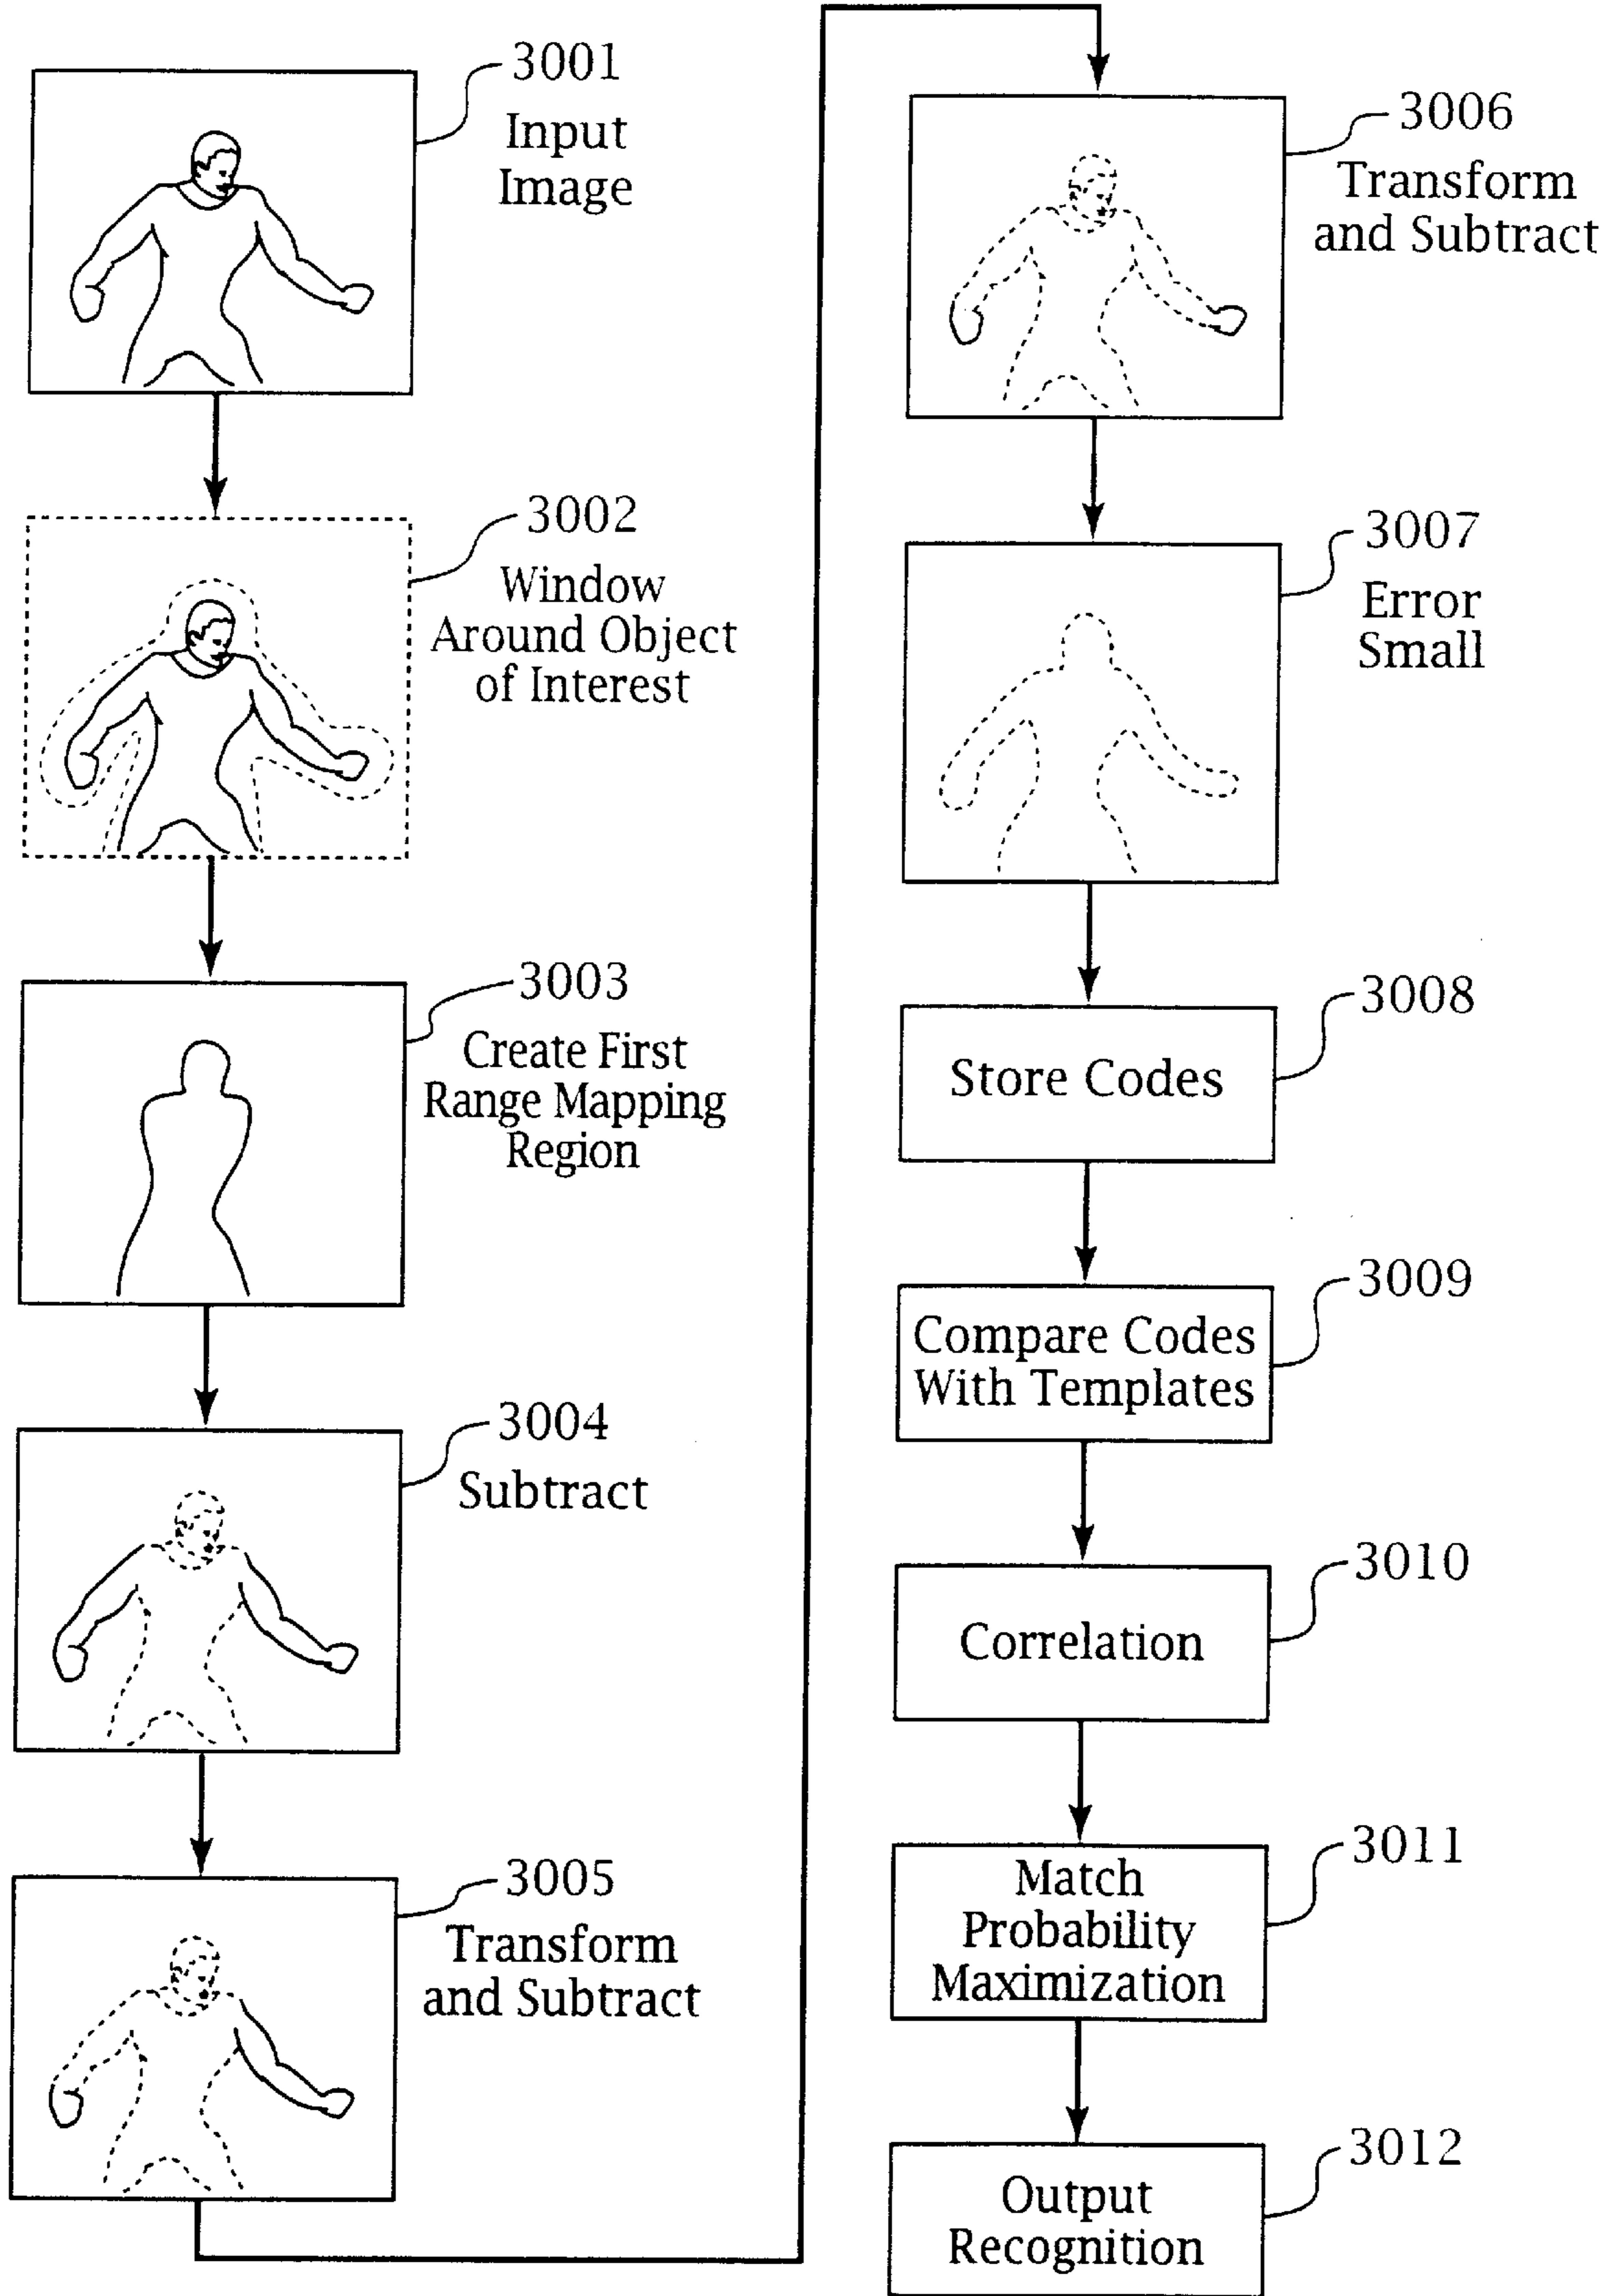 3001
Input
Image
3002
Window
Around Object
of Interest
3003
Create First
Range Mapping
Region
3004
Subtract
3005
Transform
and Subtract
3006
Transform
and Subtract
3007
Error
Small
3008
Store Codes
3009
Compare Codes
With Templates
3010
Correlation
3011
Match
Probability
Maximization
3012
Output
Recognition